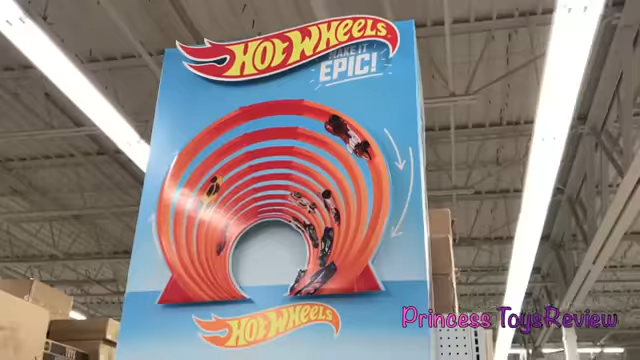 HOT WHEELS
MAKE IT
EPIC!
HOT WHEELS
Princess ToysReview